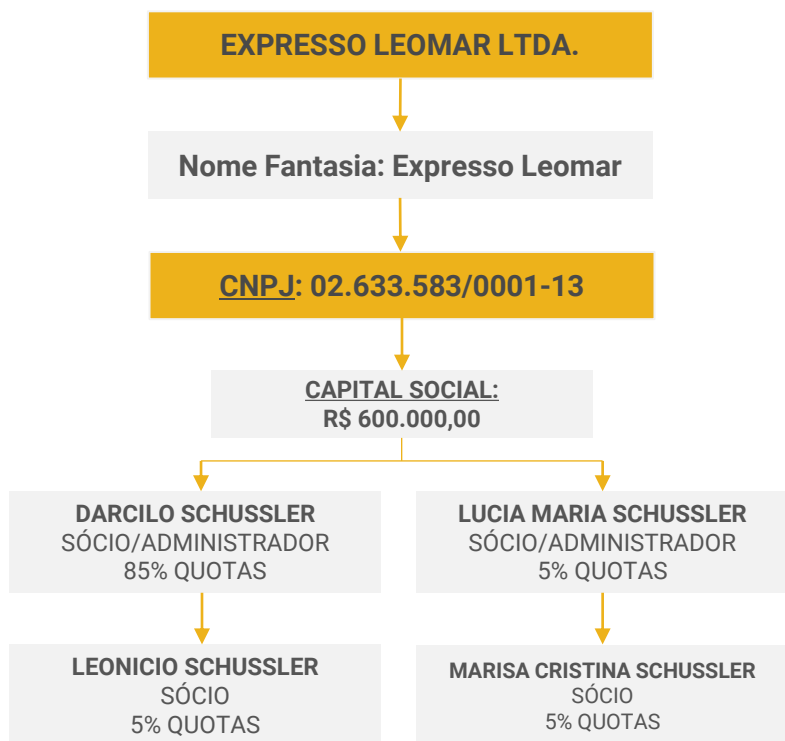 EXPRESSO LEOMAR LTDA.
Nome Fantasia: Expresso Leomar
CNPJ: 02.633.583/0001-13
CAPITAL SOCIAL:
R$ 600.000,00
DARCILO SCHUSSLER
SÓCIO/ADMINISTRADOR
85% QUOTAS
LUCIA MARIA SCHUSSLER
SÓCIO/ADMINISTRADOR
5% QUOTAS
LEONICIO SCHUSSLER
SÓCIO
5% QUOTAS
MARISA CRISTINA SCHUSSLER
SÓCIO
5% QUOTAS